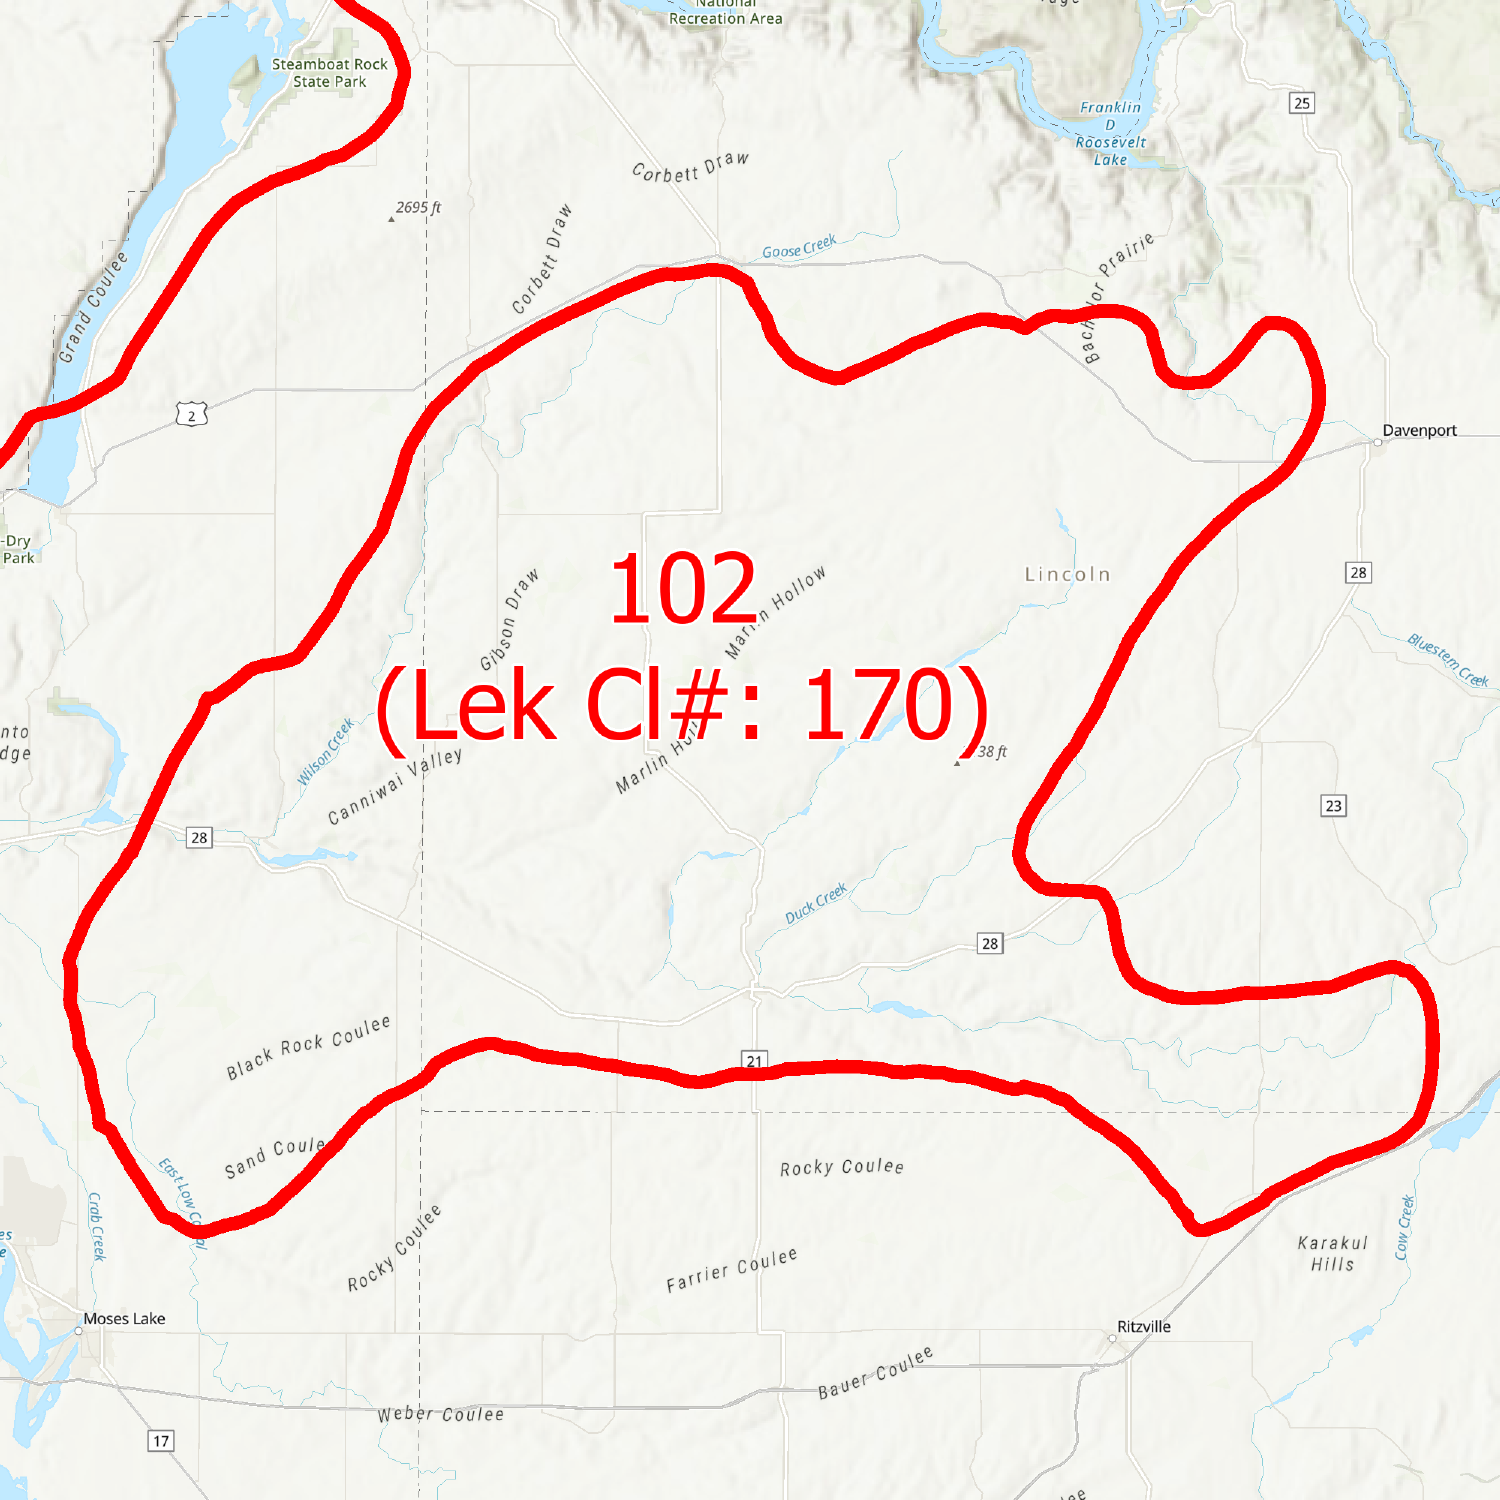 National
Recreation Area
Steamboat Rock
State Park
25
Franklin
D
Roosevelt
Lake
Corbett Draw
2695 ft
Corbett Draw
Goose Creek
Bachelor Prairie
Grand Coulee
2
Davenport
-Dry
Park
102
(Lek Cl#: 170)
Lincoln
28
Marlin Hollow
Gibson Draw
Bluestem Creek
Wilson Creek
Canniwai Valley
Marlin Hollow
38 ft
23
28
Duck Creek
28
Black Rock Coulee
21
Sand Coulee
Rocky Coulee
East Low Canal
Crab Creek
Rocky Coulee
Farrier Coulee
Karakul
Hills
Cow Creek
Moses Lake
Ritzville
Bauer Coulee
Weber Coulee
17